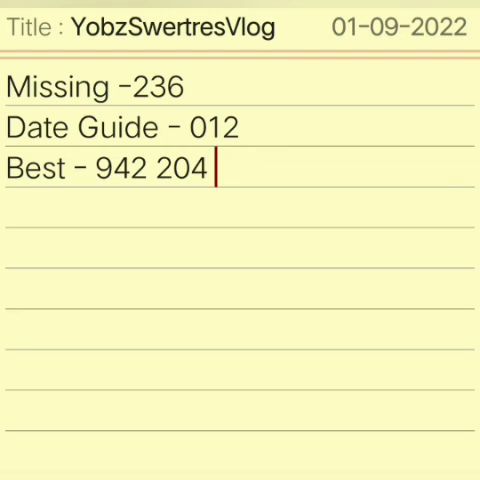 Title : YobzSwertresVlog 01-09-2022
Missing -236
Date Guide - 012
Best - 942 204